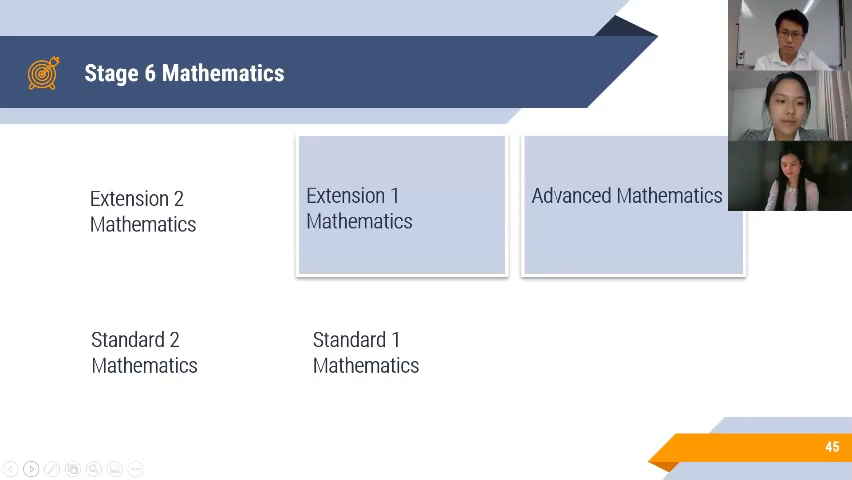 Stage 6 Mathematics
Extension 2
Mathematics
Extension 1
Mathematics
Advanced Mathematics
Standard 2
Mathematics
Standard 1
Mathematics
45